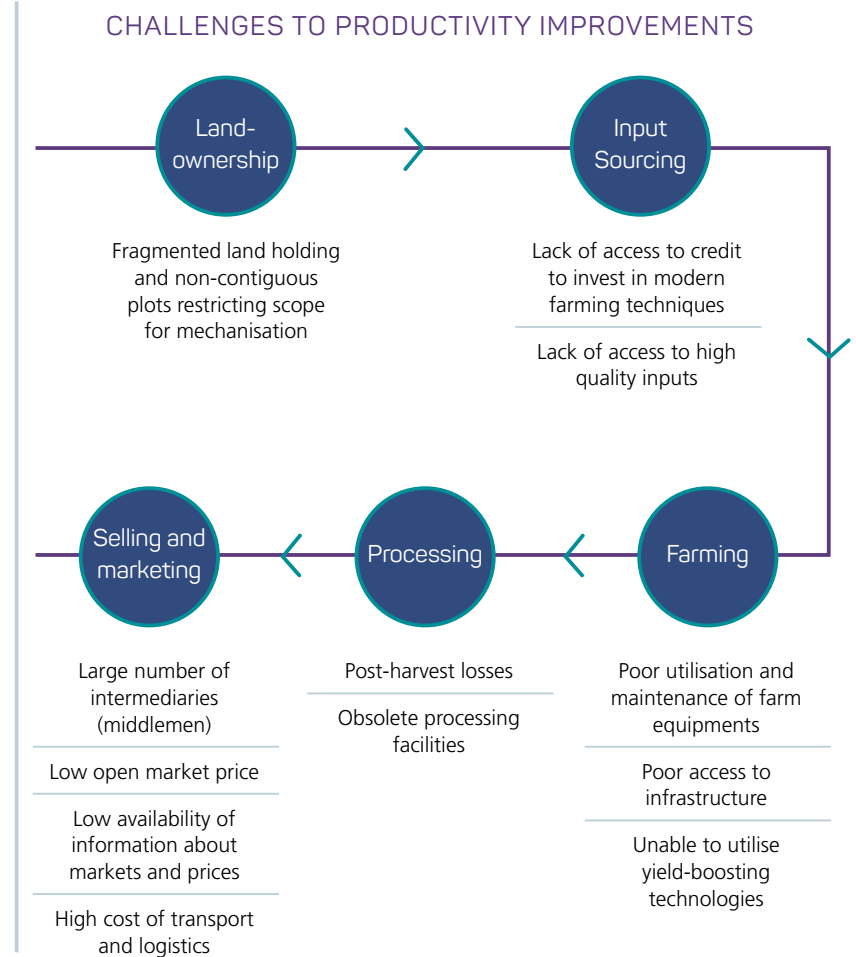 CHALLENGES TO PRODUCTIVITY IMPROVEMENTS
Land-
ownership
Fragmented land holding
and non-contiguous
plots restricting scope
for mechanisation
Input
Sourcing
Lack of access to credit
to invest in modern
farming techniques
Lack of access to high
quality inputs
Farming
Poor utilisation and
maintenance of farm
equipments
Poor access to
infrastructure
Unable to utilise
yield-boosting
technologies
Processing
Post-harvest losses
Obsolete processing
facilities
Selling and
marketing
Large number of
intermediaries
(middlemen)
Low open market price
Low availability of
information about
markets and prices
High cost of transport
and logistics